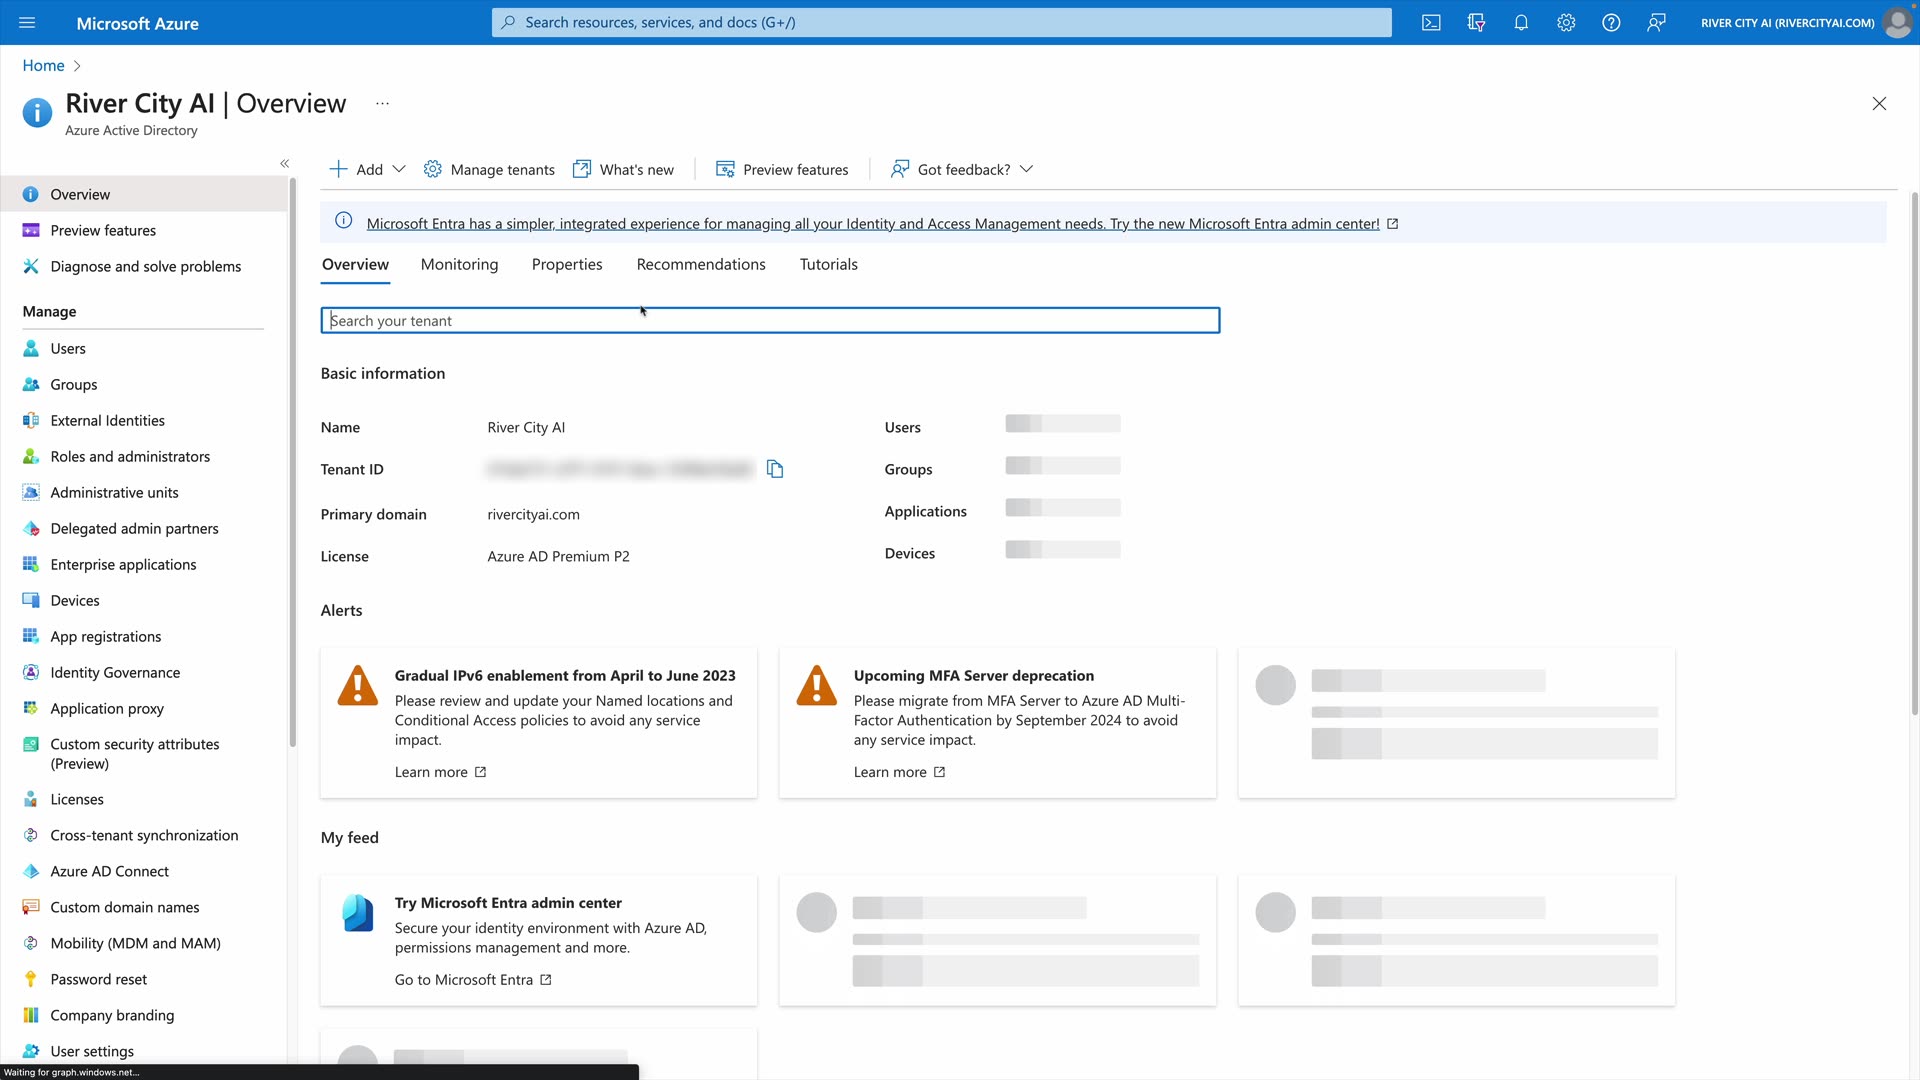 Microsoft Azure
Search resources, services, and docs (G+/)
RIVER CITY AI (RIVERCITYAI.COM)
Home
River City AI | Overview
Azure Active Directory
Add
Manage tenants
What's new
Preview features
Got feedback?
Overview
Preview features
Diagnose and solve problems
Manage
Users
Groups
External Identities
Roles and administrators
Administrative units
Delegated admin partners
Enterprise applications
Devices
App registrations
Identity Governance
Application proxy
Custom security attributes
(Preview)
Licenses
Cross-tenant synchronization
Azure AD Connect
Custom domain names
Mobility (MDM and MAM)
Password reset
Company branding
User settings
Microsoft Entra has a simpler, integrated experience for managing all your Identity and Access Management needs. Try the new Microsoft Entra admin center!
Overview
Monitoring
Properties
Recommendations
Tutorials
Search your tenant
Basic information
Name
River City AI
Users
Tenant ID
Groups
Primary domain
rivercityai.com
Applications
License
Azure AD Premium P2
Devices
Alerts
Gradual IPv6 enablement from April to June 2023
Please review and update your Named locations and
Conditional Access policies to avoid any service
impact.
Learn more
Upcoming MFA Server deprecation
Please migrate from MFA Server to Azure AD Multi-
Factor Authentication by September 2024 to avoid
any service impact.
Learn more
My feed
Try Microsoft Entra admin center
Secure your identity environment with Azure AD,
permissions management and more.
Go to Microsoft Entra
Waiting for graph.windows.net...